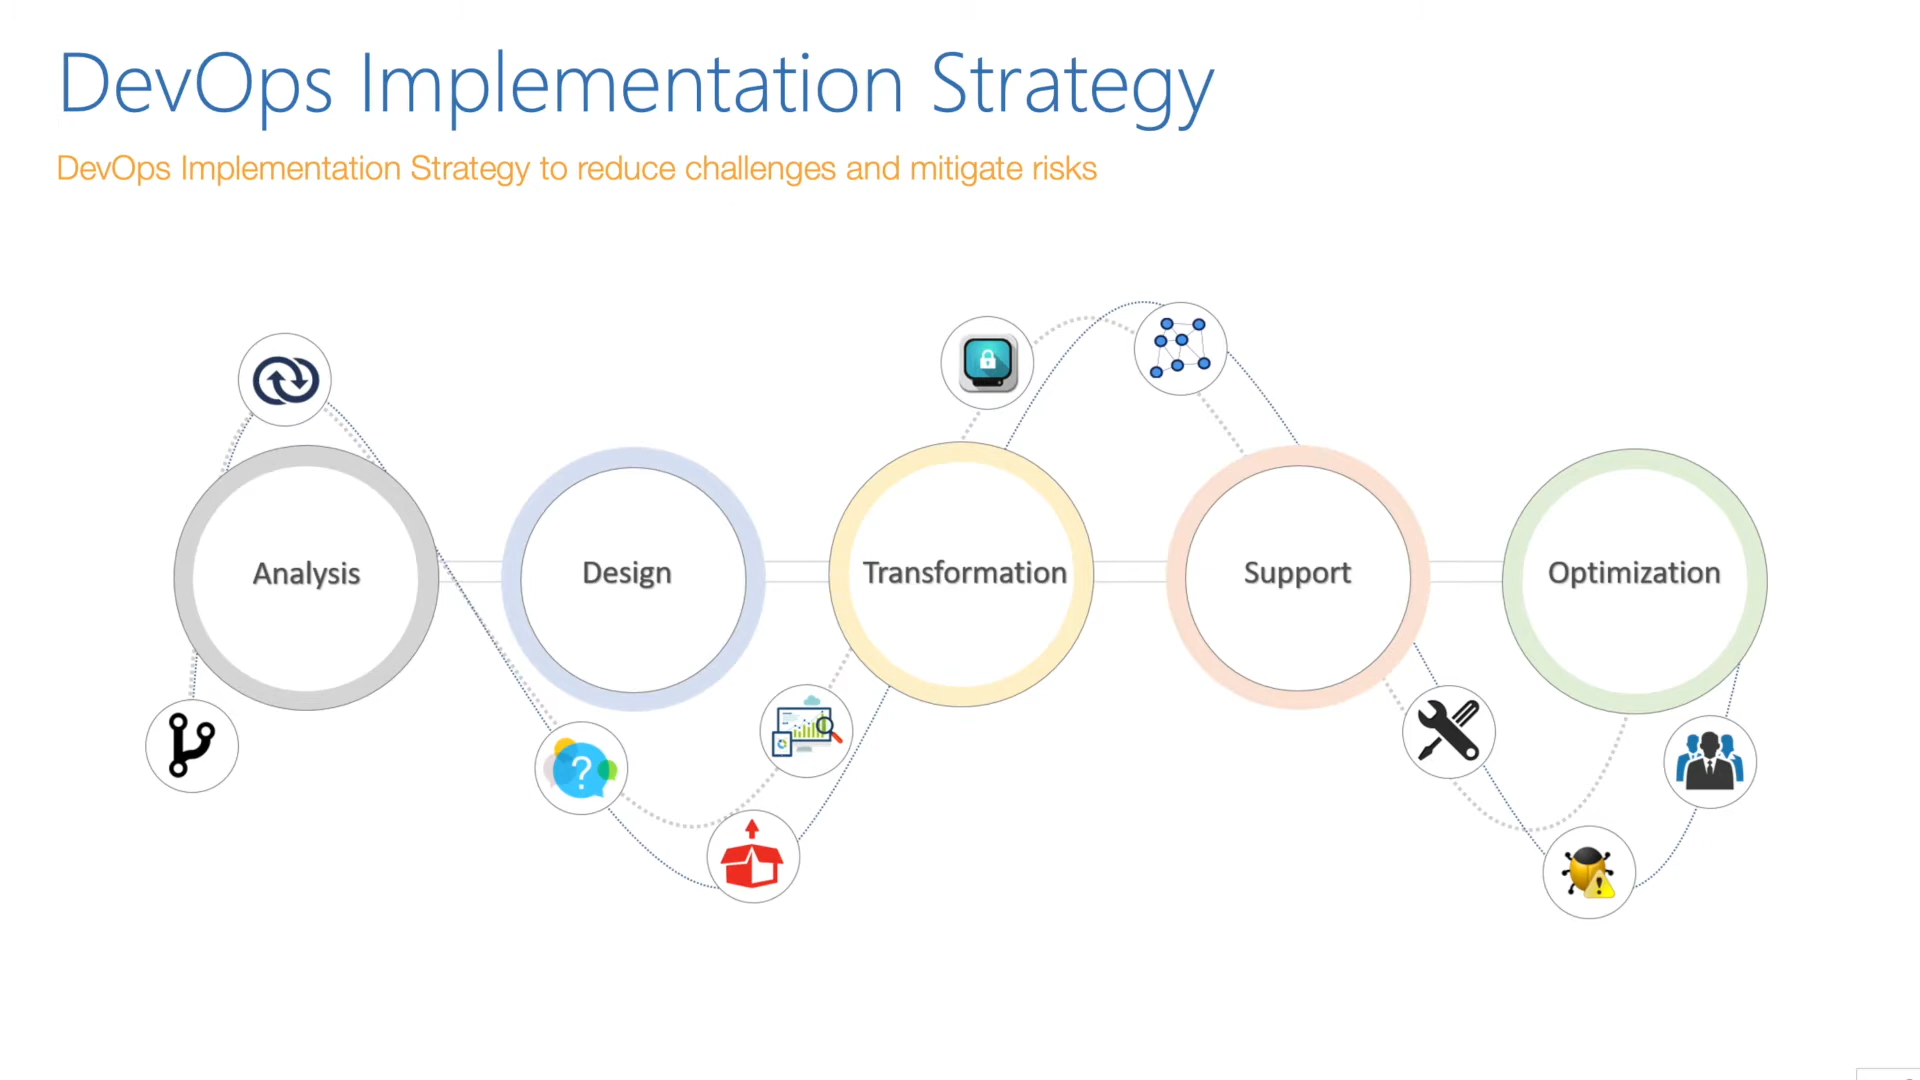 DevOps Implementation Strategy
DevOps Implementation Strategy to reduce challenges and mitigate risks
Analysis
Design
Transformation
Support
Optimization
?